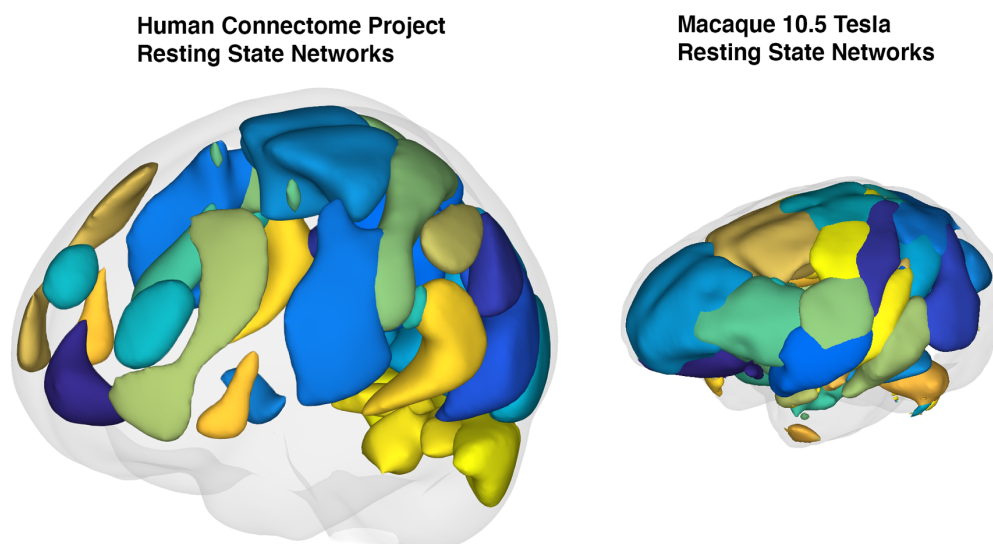 Human Connectome Project
Resting State Networks
Macaque 10.5 Tesla
Resting State Networks